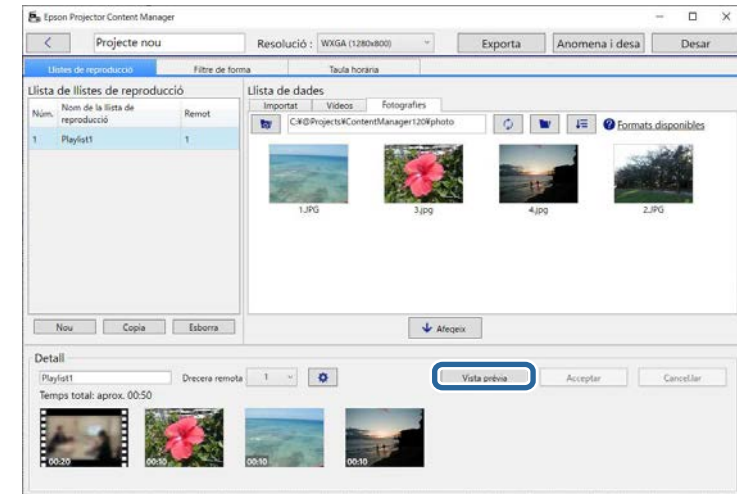 Epson Projector Content Manager
Projecte nou
Resolució : WXGA (1280x800)
Exporta
Anomena i desa
Desar
Llistes de reproducció
Filtre de forma
Taula horària
Llista de llistes de reproducció
Núm.
Nom de la llista de
reproducció
Remot
1 Playlist1 1
Nou
Copia
Esborra
Llista de dades
Importat
Videos
Fotografies
C:¥@Projects¥ContentManager120¥photo
Formats disponibles
1.JPG
3.jpg
4.jpg
2.JPG
Afegeix
Detall
Playlist1
Drecera remota
1
Vista prèvia
Acceptar
Cancel.lar
Temps total: aprox. 00:50
00:20
00:10
00:10
00:10